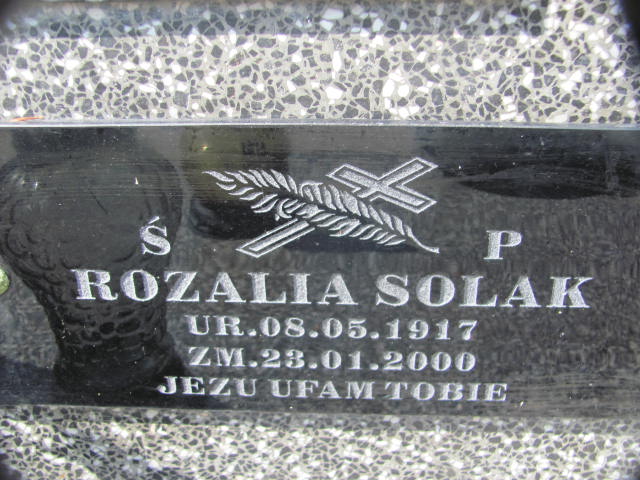 Ś P
ROZALIA SOLAK
UR.08.05.1917
ZM.23.01.2000
JEZU UFAM TOBIE